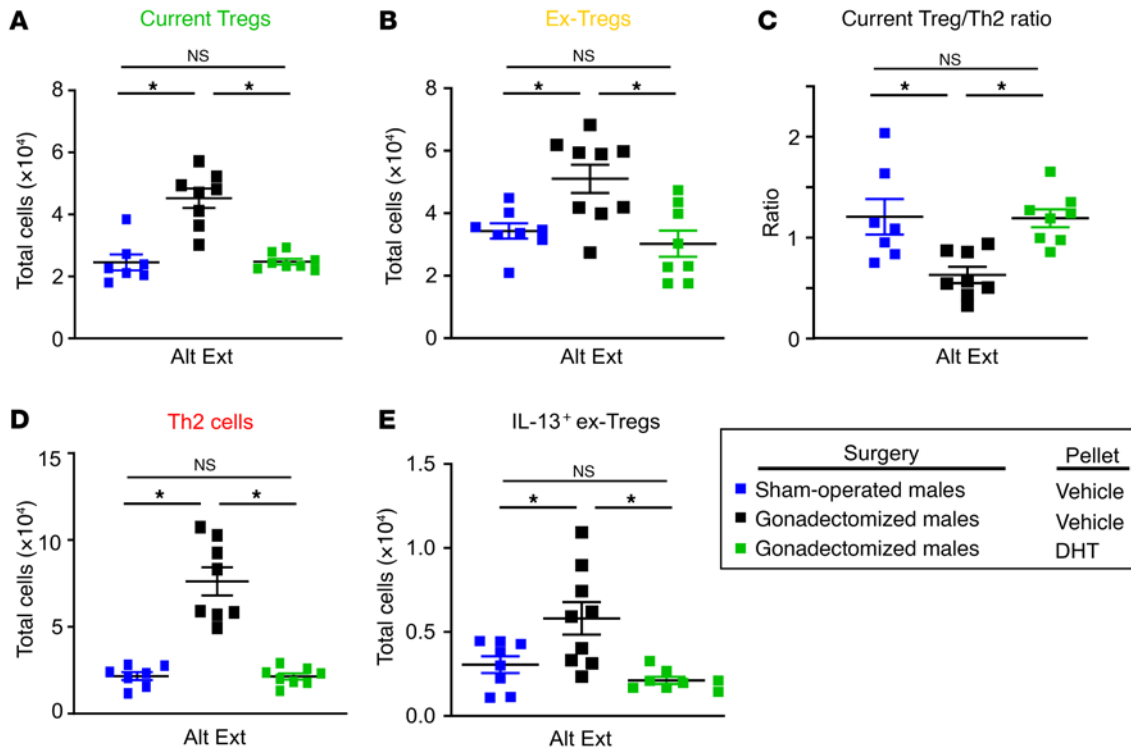 A
Current Tregs
NS
*
*
8
6
4
2
0
Total cells (×10⁴)
Alt Ext
B
Ex-Tregs
NS
*
*
8
6
4
2
0
Total cells (×10⁴)
Alt Ext
C
Current Treg/Th2 ratio
NS
*
*
2
1
0
Ratio
Alt Ext
D
Th2 cells
NS
*
*
15
10
5
0
Total cells (×10⁴)
Alt Ext
E
IL-13⁺ ex-Tregs
NS
*
*
1.5
1.0
0.5
0.0
Total cells (×10⁴)
Alt Ext
Surgery Pellet
Sham-operated males Vehicle
Gonadectomized males Vehicle
Gonadectomized males DHT